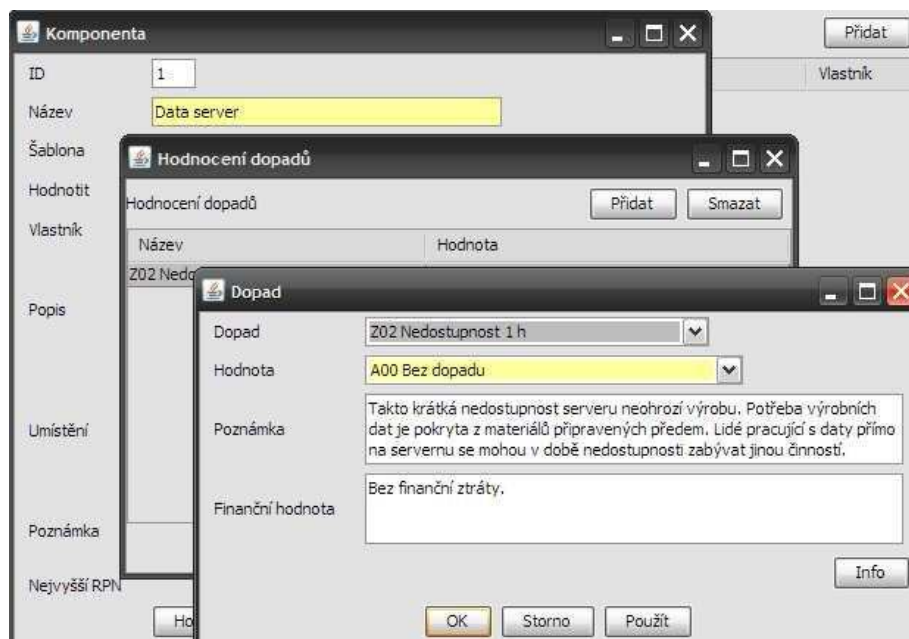 Komponenta
Přidat
ID
1
Vlastník
Název
Data server
Šablona
Hodnocení dopadů
Hodnotit
Hodnocení dopadů
Přidat
Smazat
Vlastník
Název
Hodnota
Z02
Dopad
Popis
Dopad
Z02 Nedostupnost 1 h
Hodnota
A00 Bez dopadu
Umístění
Poznámka
Takto krátká nedostupnost serveru neohrozí výrobu. Potřeba výrobních
dat je pokryta z materiálů připravených předem. Lidé pracující s daty přímo
na servernu se mohou v době nedostupnosti zabývat jinou činností.
Finanční hodnota
Bez finanční ztráty.
Poznámka
Nejvyšší RPN
Info
OK
Storno
Použít